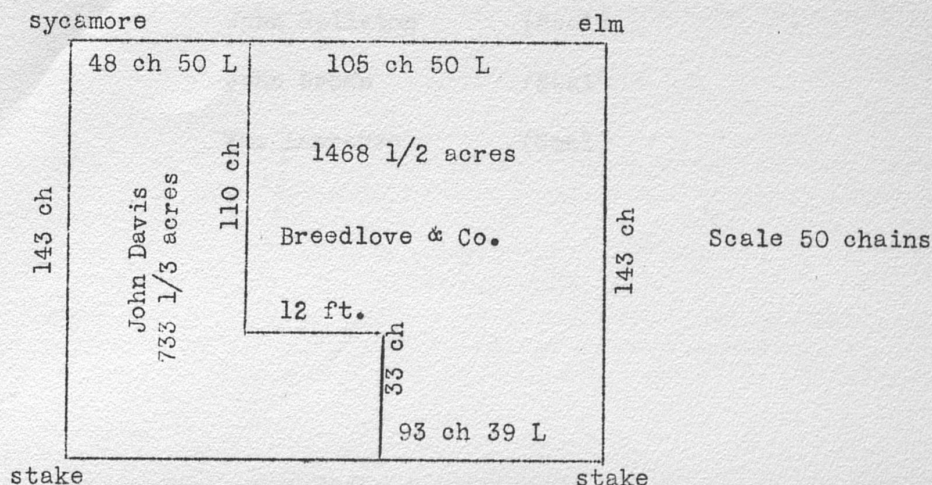 sycamore elm
48 ch 50 L 105 ch 50 L
1468 1/2 acres
110 ch
143 ch
John Davis
733 1/3 acres
Breedlove & Co.
143 ch
Scale 50 chains
12 ft.
33 ch
93 ch 39 L
stake stake